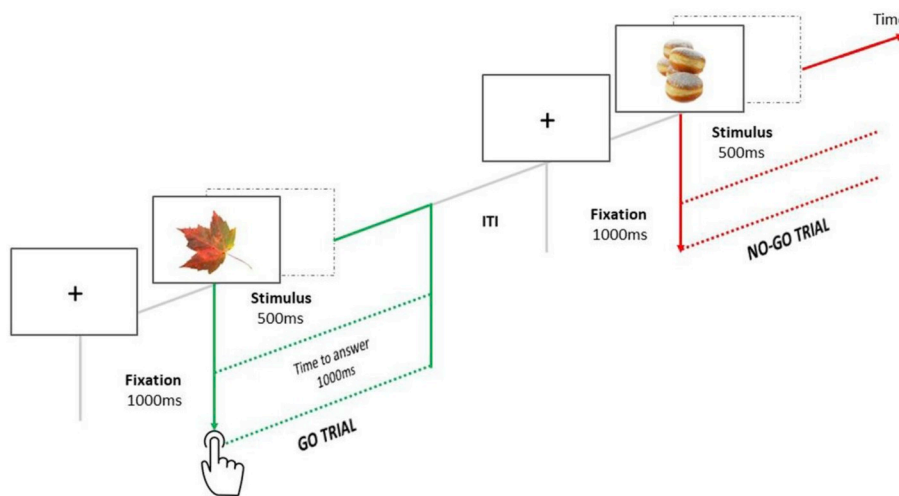 Time
+
Stimulus
500ms
+
Stimulus
500ms
Fixation
1000ms
ITI
Fixation
1000ms
NO-GO TRIAL
+
Time to answer
1000ms
GO TRIAL